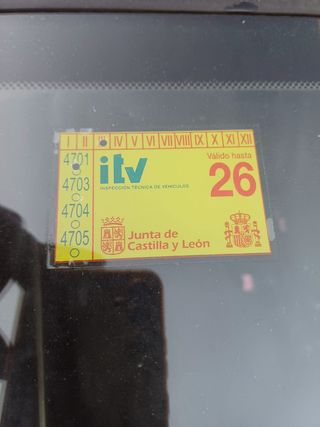 I II III IV V VI VII VIII IX X XI XII
4701
4703
4704
4705
itv
INSPECCIÓN TÉCNICA DE VEHÍCULOS
Válido hasta
26
Junta de
Castilla y León